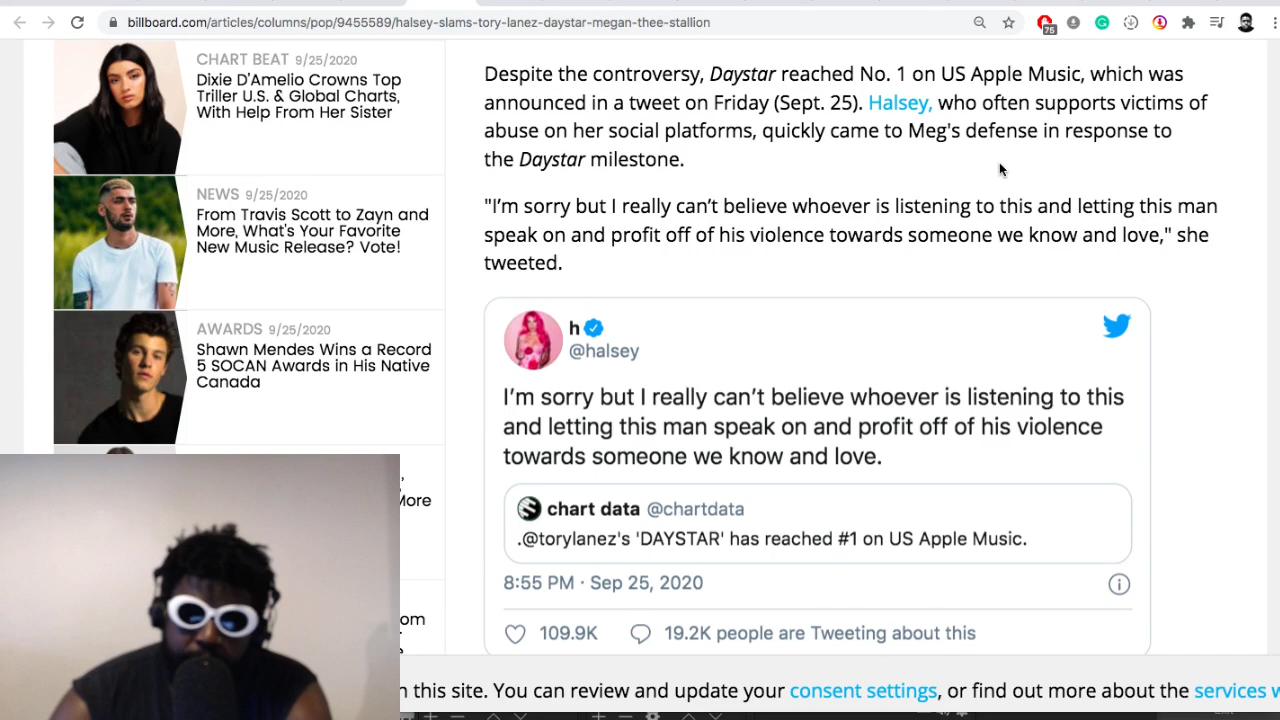 billboard.com/articles/columns/pop/9455589/halsey-slams-tory-lanez-daystar-megan-thee-stallion
75
CHART BEAT 9/25/2020
Dixie D'Amelio Crowns Top
Triller U.S. & Global Charts,
With Help From Her Sister
NEWS 9/25/2020
From Travis Scott to Zayn and
More, What's Your Favorite
New Music Release? Vote!
AWARDS 9/25/2020
Shawn Mendes Wins a Record
5 SOCAN Awards in His Native
Canada
More
Despite the controversy, Daystar reached No. 1 on US Apple Music, which was
announced in a tweet on Friday (Sept. 25). Halsey, who often supports victims of
abuse on her social platforms, quickly came to Meg's defense in response to
the Daystar milestone.
"I'm sorry but I really can't believe whoever is listening to this and letting this man
speak on and profit off of his violence towards someone we know and love," she
tweeted.
h
@halsey
I'm sorry but I really can't believe whoever is listening to this
and letting this man speak on and profit off of his violence
towards someone we know and love.
chart data @chartdata
.@torylanez's 'DAYSTAR' has reached #1 on US Apple Music.
8:55 PM · Sep 25, 2020
109.9K 19.2K people are Tweeting about this
this site. You can review and update your consent settings, or find out more about the services